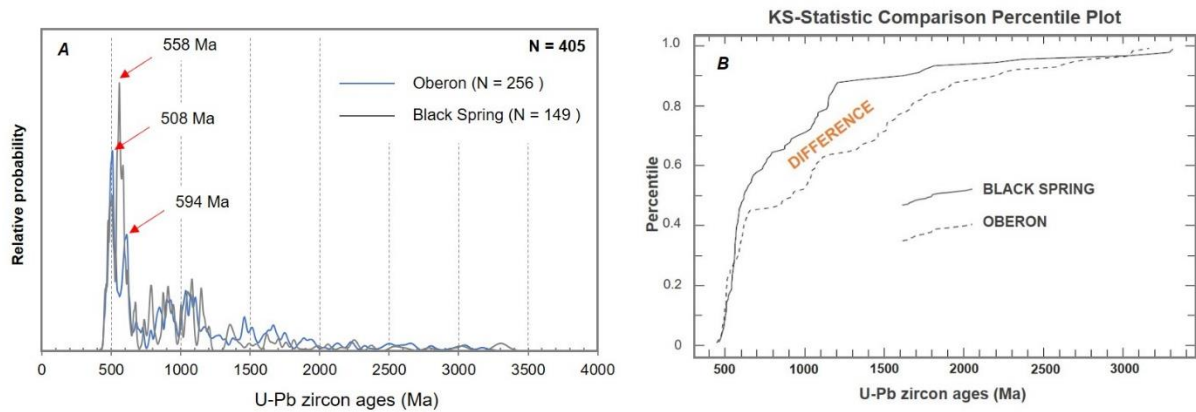 A
558 Ma
508 Ma
594 Ma
N = 405
Oberon (N = 256 )
Black Spring (N = 149 )
Relative probability
0 500 1000 1500 2000 2500 3000 3500 4000
U-Pb zircon ages (Ma)
KS-Statistic Comparison Percentile Plot
B
1.0
0.8
0.6
0.4
0.2
0
Percentile
DIFFERENCE
BLACK SPRING
OBERON
500 1000 1500 2000 2500 3000
U-Pb zircon ages (Ma)